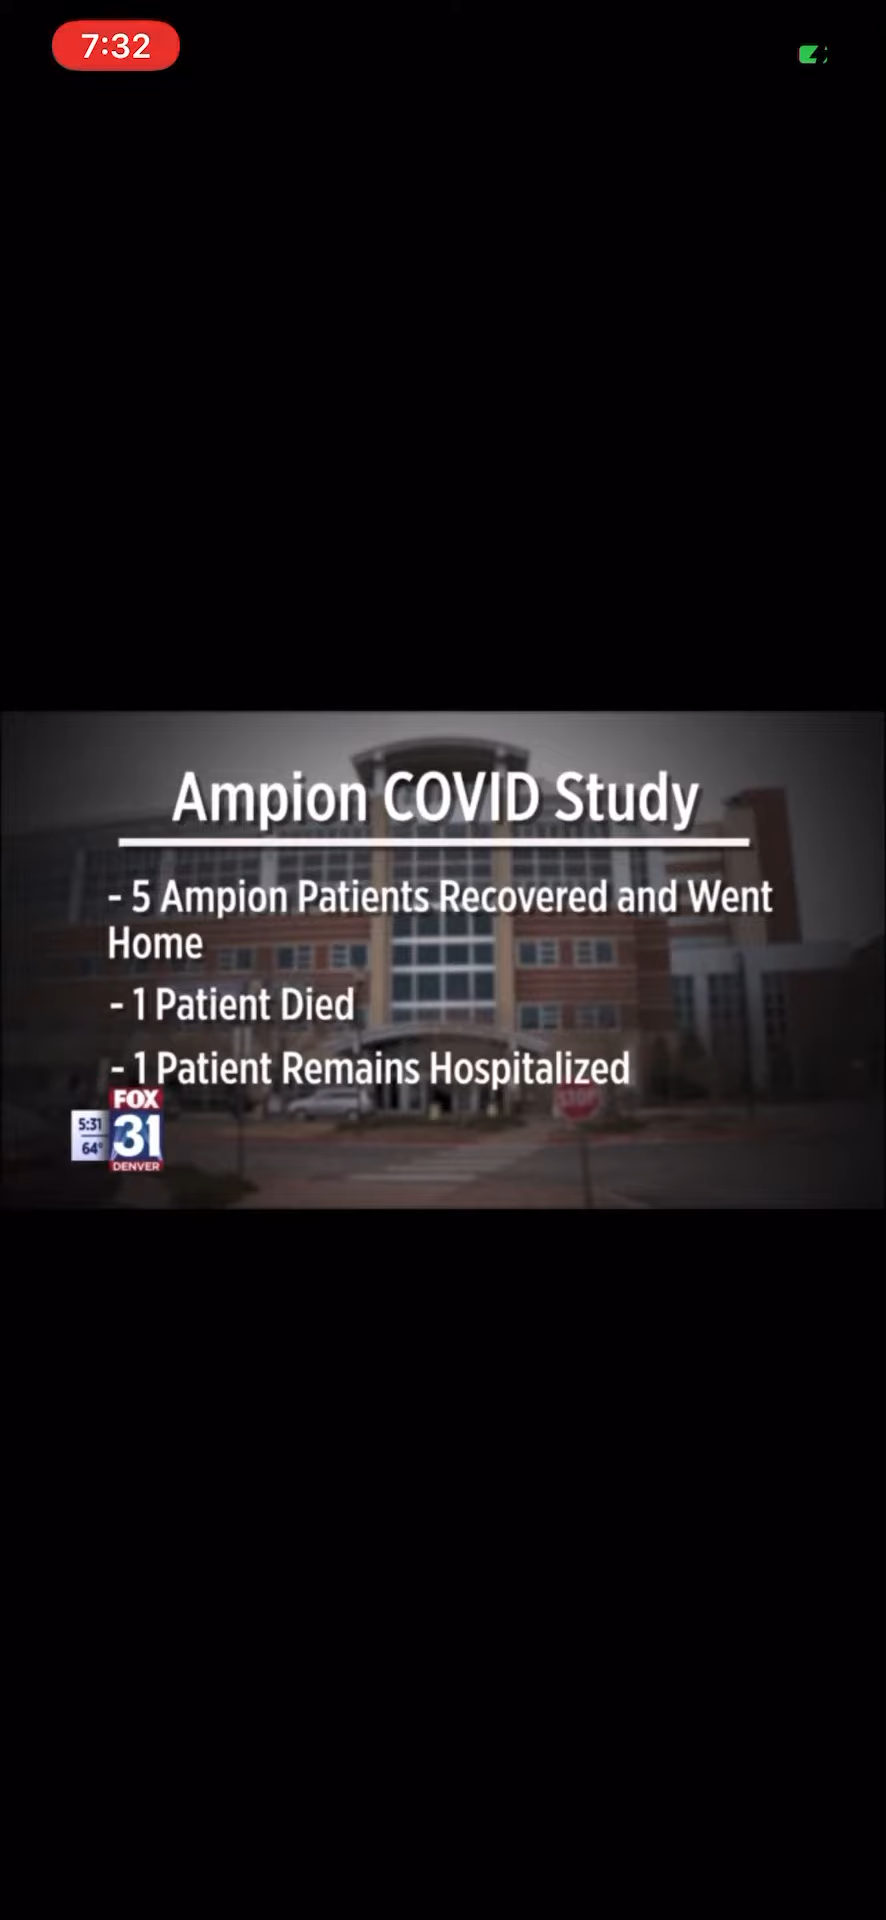 7:32
Ampion COVID Study
- 5 Ampion Patients Recovered and Went
Home
- 1 Patient Died
- 1 Patient Remains Hospitalized
FOX
5:31
31
64°
DENVER
STOP